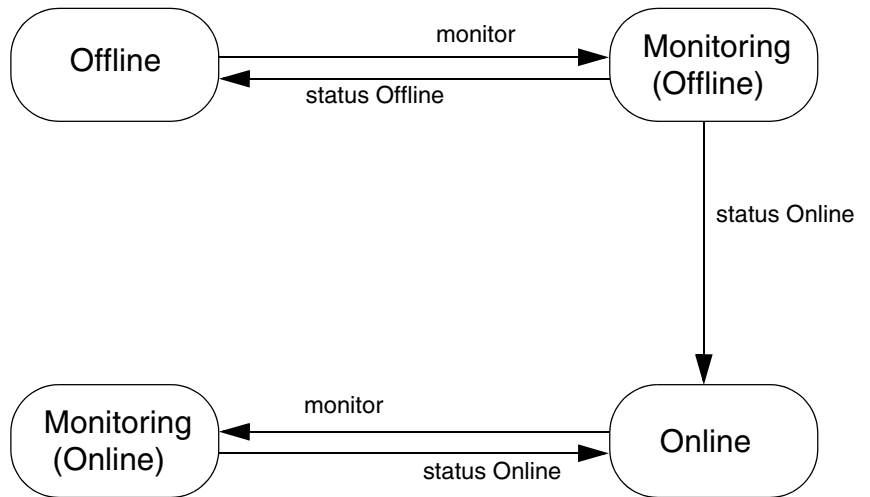 Offline
monitor
status Offline
Monitoring
(Offline)
status Online
Monitoring
(Online)
monitor
status Online
Online